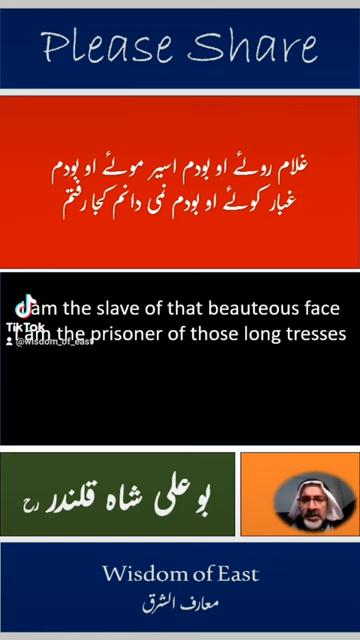 Please Share
غلام روئے او بودم اسیر موئے او بودم
غبار کوئے او بودم نمی دانم کجا رفتم
I am the slave of that beauteous face
I am the prisoner of those long tresses
TikTok
@wisdom_of_east
بو علی شاہ قلندر رح
Wisdom of East
معارف الشرق